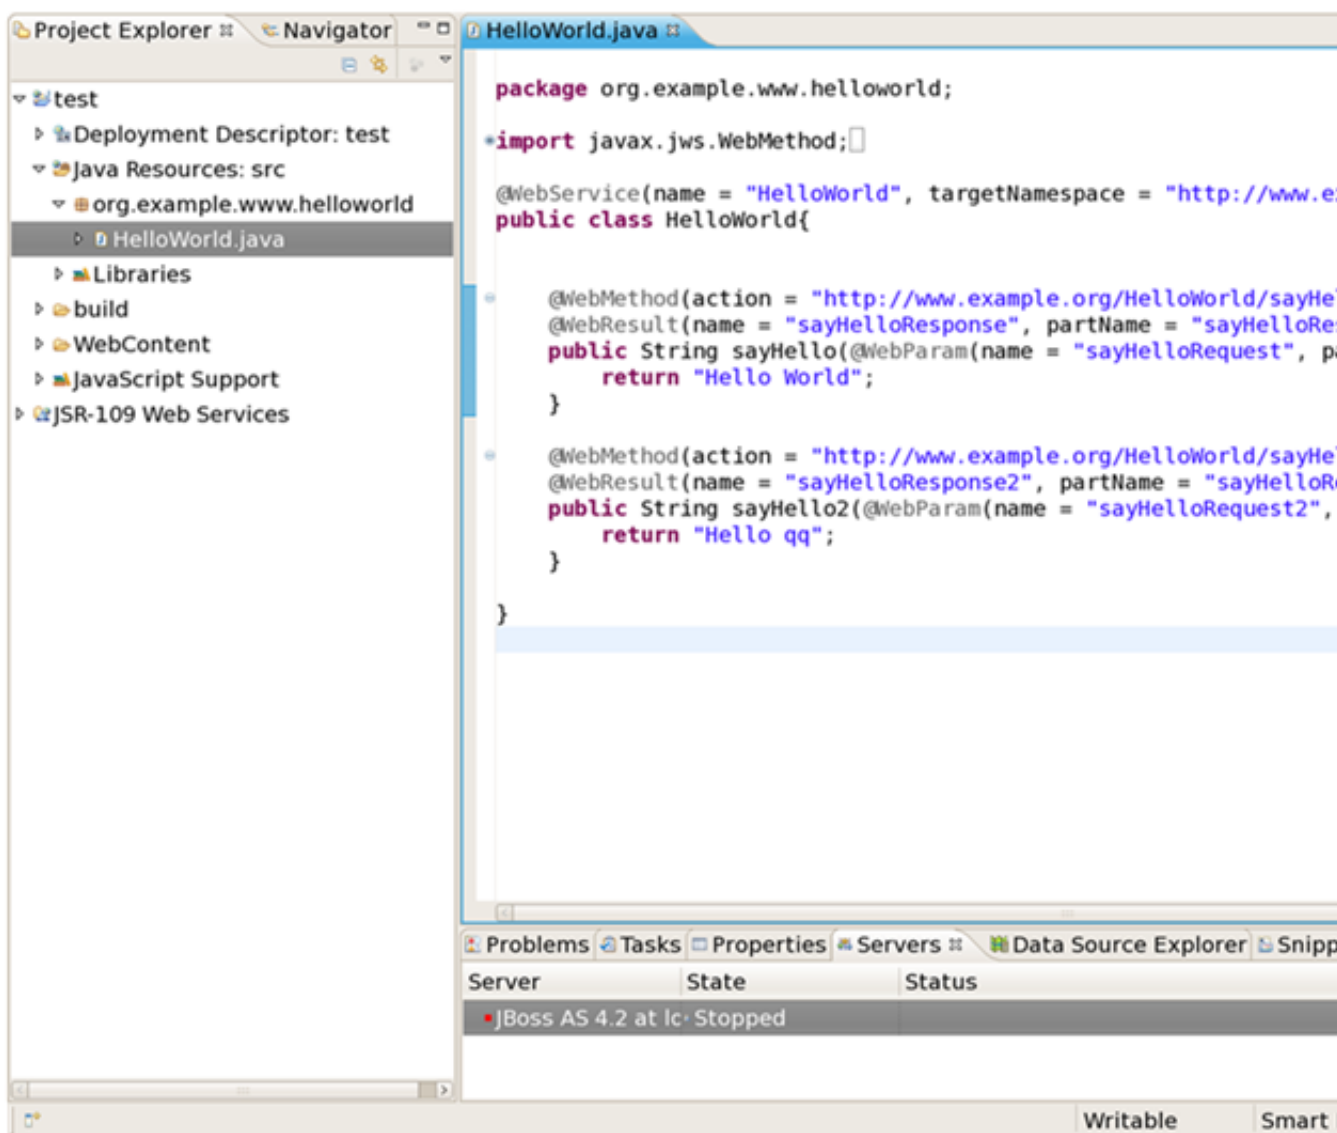 Project Explorer
Navigator
test
Deployment Descriptor: test
Java Resources: src
org.example.www.helloworld
HelloWorld.java
Libraries
build
WebContent
JavaScript Support
JSR-109 Web Services
HelloWorld.java
package org.example.www.helloworld;
import javax.jws.WebMethod;
@WebService(name = "HelloWorld", targetNamespace = "http://www.e
public class HelloWorld{
@WebMethod(action = "http://www.example.org/HelloWorld/sayHe
@WebResult(name = "sayHelloResponse", partName = "sayHelloRe
public String sayHello(@WebParam(name = "sayHelloRequest", pa
return "Hello World";
}
@WebMethod(action = "http://www.example.org/HelloWorld/sayHe
@WebResult(name = "sayHelloResponse2", partName = "sayHelloR
public String sayHello2(@WebParam(name = "sayHelloRequest2",
return "Hello qq";
}
}
Problems Tasks Properties Servers Data Source Explorer Snipp
Server State Status
JBoss AS 4.2 at lc Stopped
Writable Smart